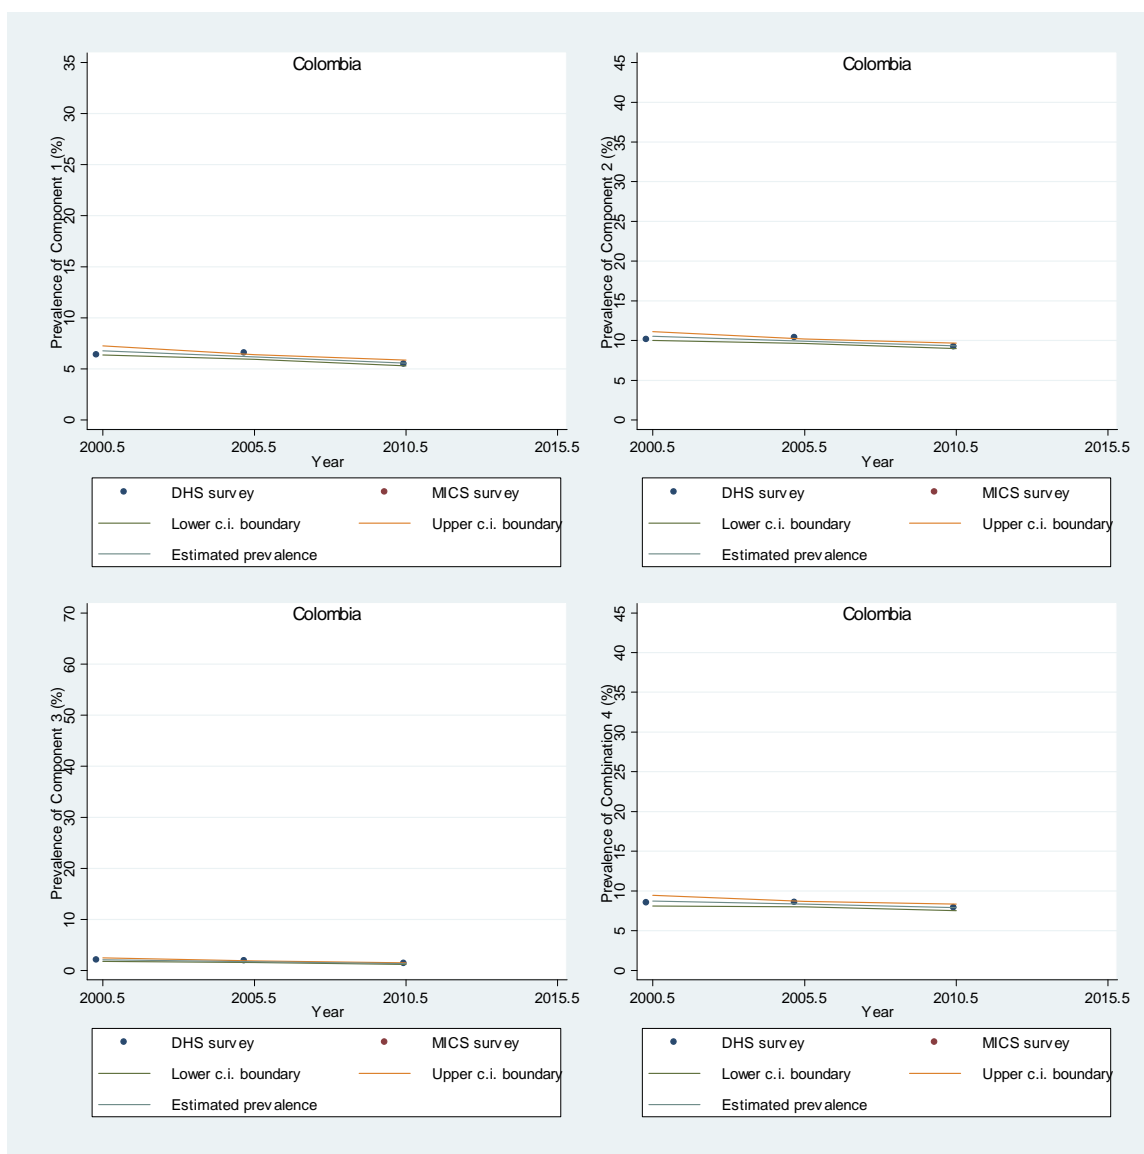 Colombia
Prevalence of Component 1 (%)
35
30
25
20
15
10
5
0
2000.5 2005.5 2010.5 2015.5
Year
DHS survey MICS survey
Lower c.i. boundary Upper c.i. boundary
Estimated prevalence
Colombia
Prevalence of Component 2 (%)
45
40
35
30
25
20
15
10
5
0
2000.5 2005.5 2010.5 2015.5
Year
DHS survey MICS survey
Lower c.i. boundary Upper c.i. boundary
Estimated prevalence
Colombia
Prevalence of Component 3 (%)
70
60
50
40
30
20
10
0
2000.5 2005.5 2010.5 2015.5
Year
DHS survey MICS survey
Lower c.i. boundary Upper c.i. boundary
Estimated prevalence
Colombia
Prevalence of Combination 4 (%)
45
40
35
30
25
20
15
10
5
0
2000.5 2005.5 2010.5 2015.5
Year
DHS survey MICS survey
Lower c.i. boundary Upper c.i. boundary
Estimated prevalence